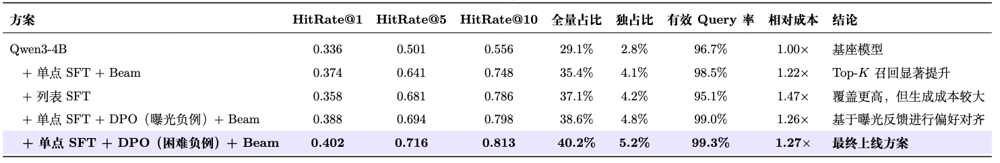 方案 HitRate@1 HitRate@5 HitRate@10 全量占比 独占比 有效 Query 率 相对成本 结论
Qwen3-4B 0.336 0.501 0.556 29.1% 2.8% 96.7% 1.00× 基座模型
+ 单点 SFT + Beam 0.374 0.641 0.748 35.4% 4.1% 98.5% 1.22× Top-K 召回显著提升
+ 列表 SFT 0.358 0.681 0.786 37.1% 4.2% 95.1% 1.47× 覆盖更高，但生成成本较大
+ 单点 SFT + DPO（曝光负例）+ Beam 0.388 0.694 0.798 38.6% 4.8% 99.0% 1.26× 基于曝光反馈进行偏好对齐
+ 单点 SFT + DPO（困难负例）+ Beam 0.402 0.716 0.813 40.2% 5.2% 99.3% 1.27× 最终上线方案